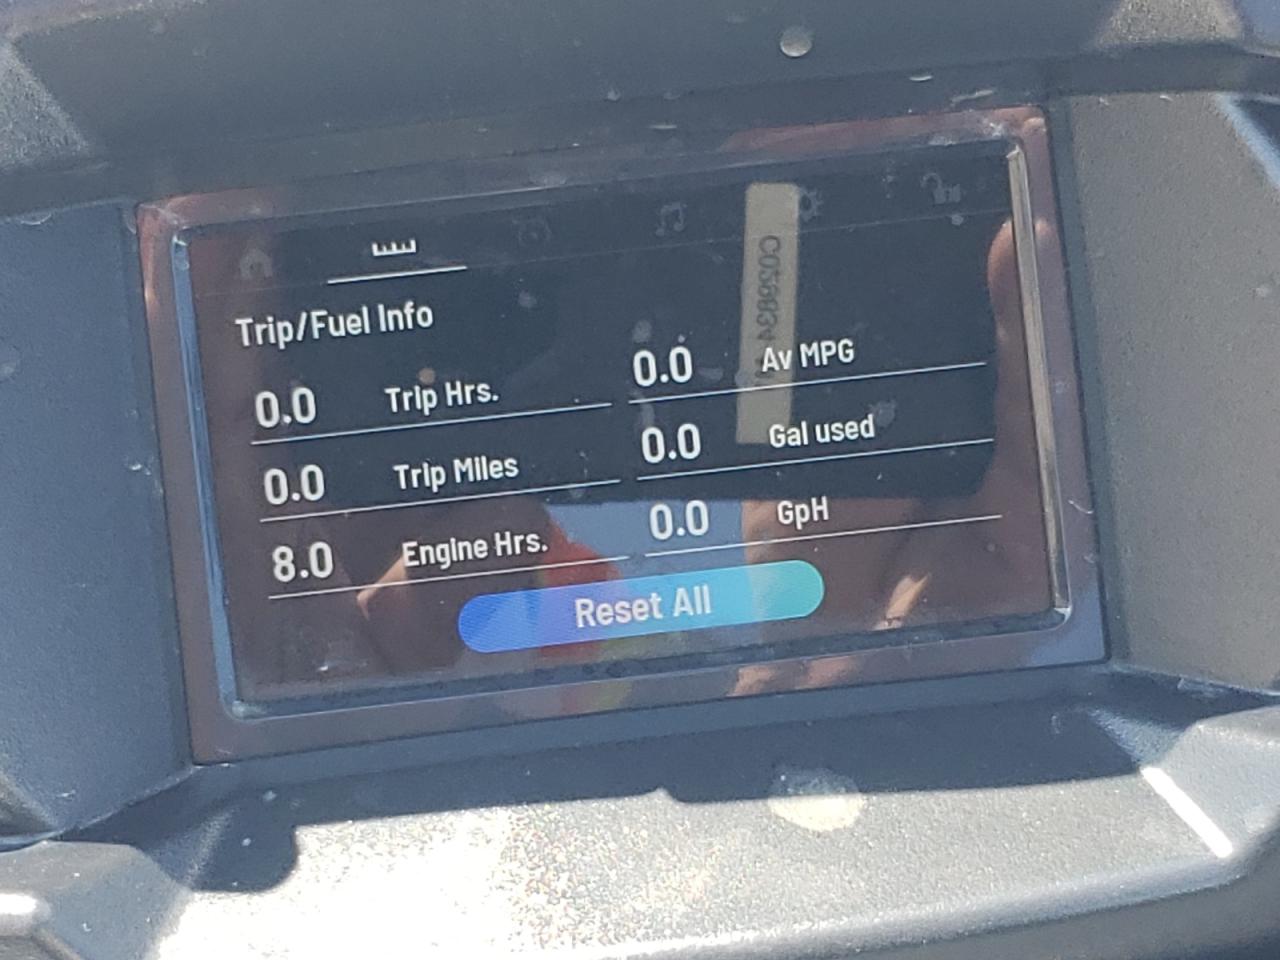 Trip/Fuel Info
0.0 Trip Hrs.
0.0 Av MPG
0.0 Trip Miles
0.0 Gal used
8.0 Engine Hrs.
0.0 GpH
Reset All